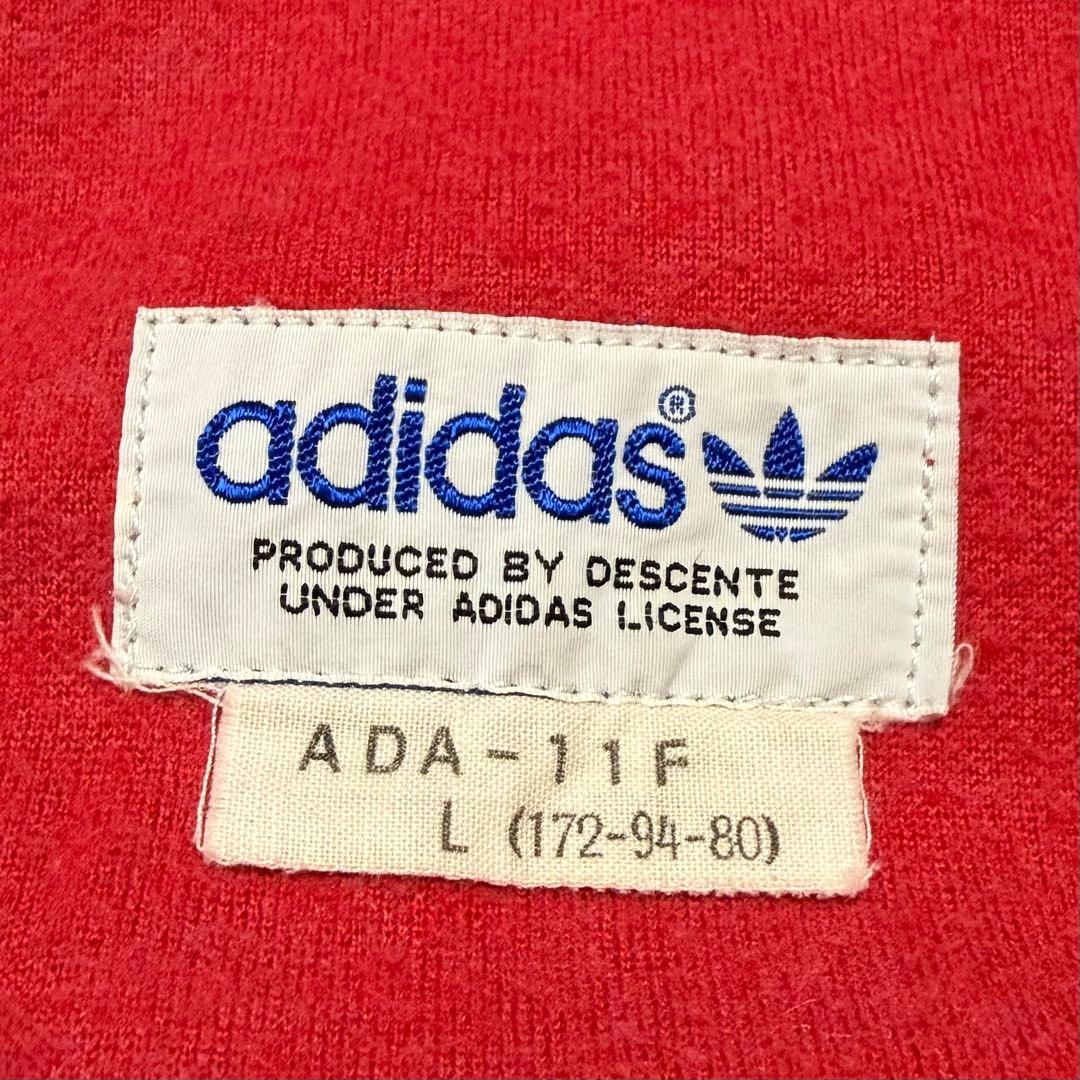 adidas®
PRODUCED BY DESCENTE
UNDER ADIDAS LICENSE
ADA-11F
L (172-94-80)